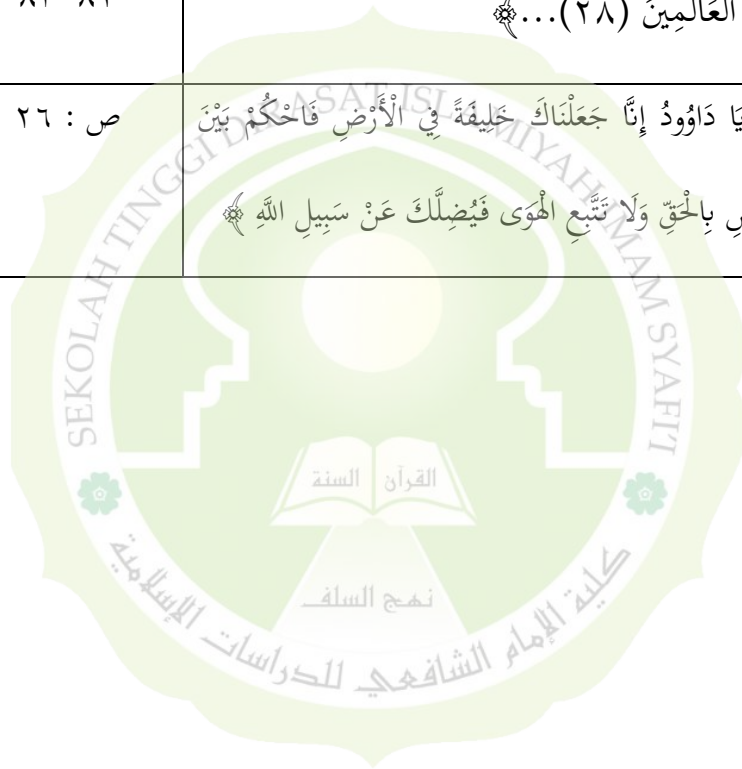 الْعَالَمِينَ (٢٨)...﴾
يَا دَاوُودُ إِنَّا جَعَلْنَاكَ خَلِيفَةً فِي الْأَرْضِ فَاحْكُمْ بَيْنَ
ص : ٢٦
بِالْحَقِّ وَلَا تَتَّبِعِ الْهَوَى فَيُضِلَّكَ عَنْ سَبِيلِ اللَّهِ ﴾
SEKOLAH TINGGI DIRASAT ISLAMIYAH IMAM SYAFI'I
القرآن السنة
نهج السلف
كلية الإمام الشافعي للدراسات الإسلامية